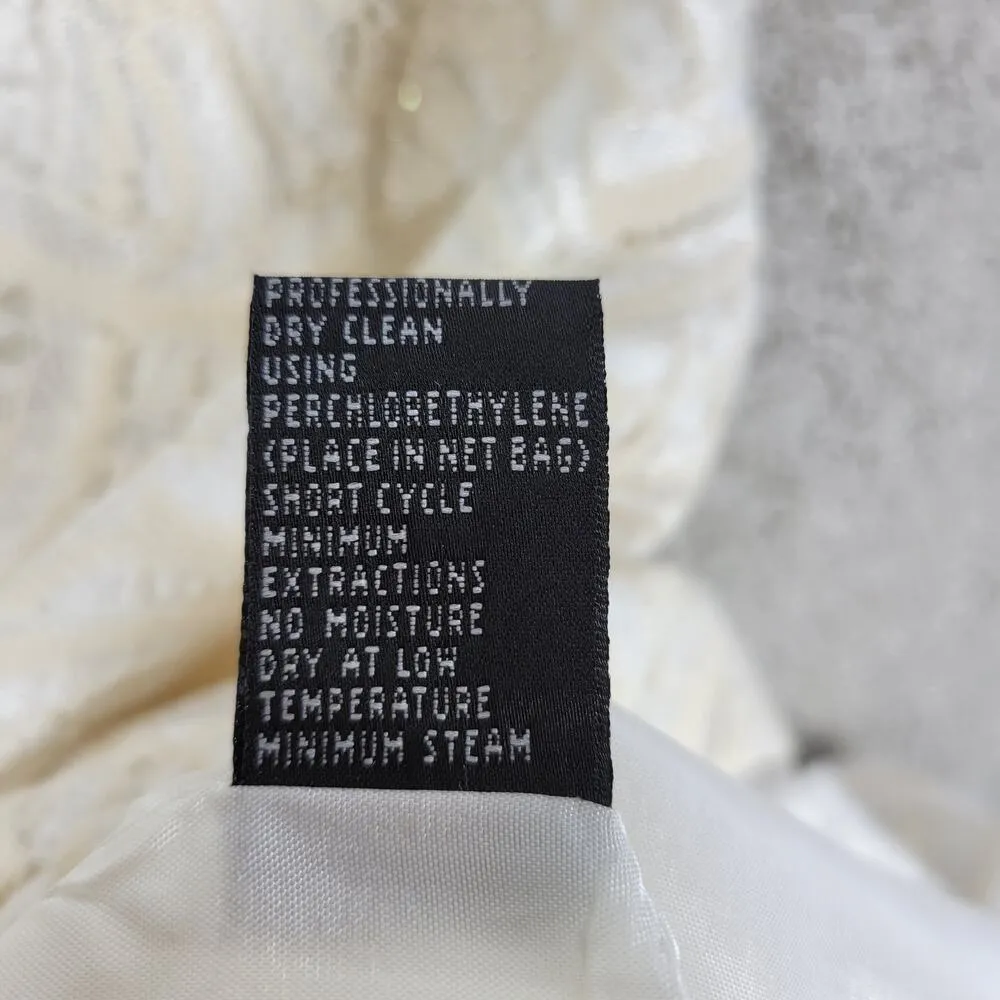 PROFESSIONALLY
DRY CLEAN
USING
PERCHLORETHYLENE
(PLACE IN NET BAG)
SHORT CYCLE
MINIMUM
EXTRACTIONS
NO MOISTURE
DRY AT LOW
TEMPERATURE
MINIMUM STEAM